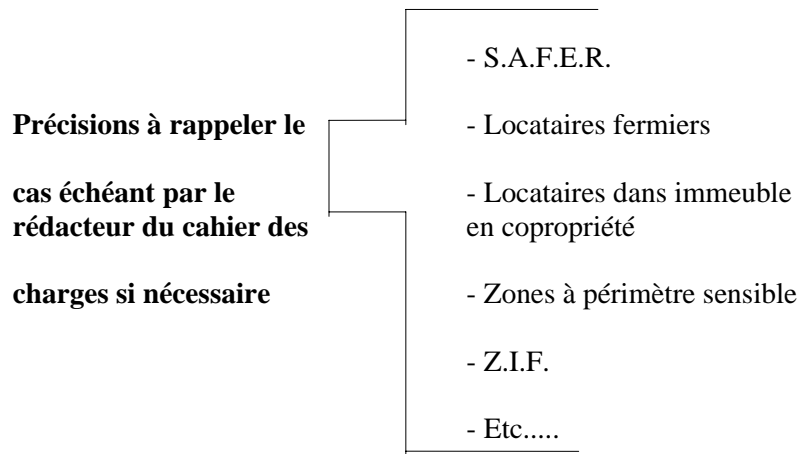 - S.A.F.E.R.
Précisions à rappeler le
- Locataires fermiers
cas échéant par le
- Locataires dans immeuble
rédacteur du cahier des
en copropriété
charges si nécessaire
- Zones à périmètre sensible
- Z.I.F.
- Etc.....